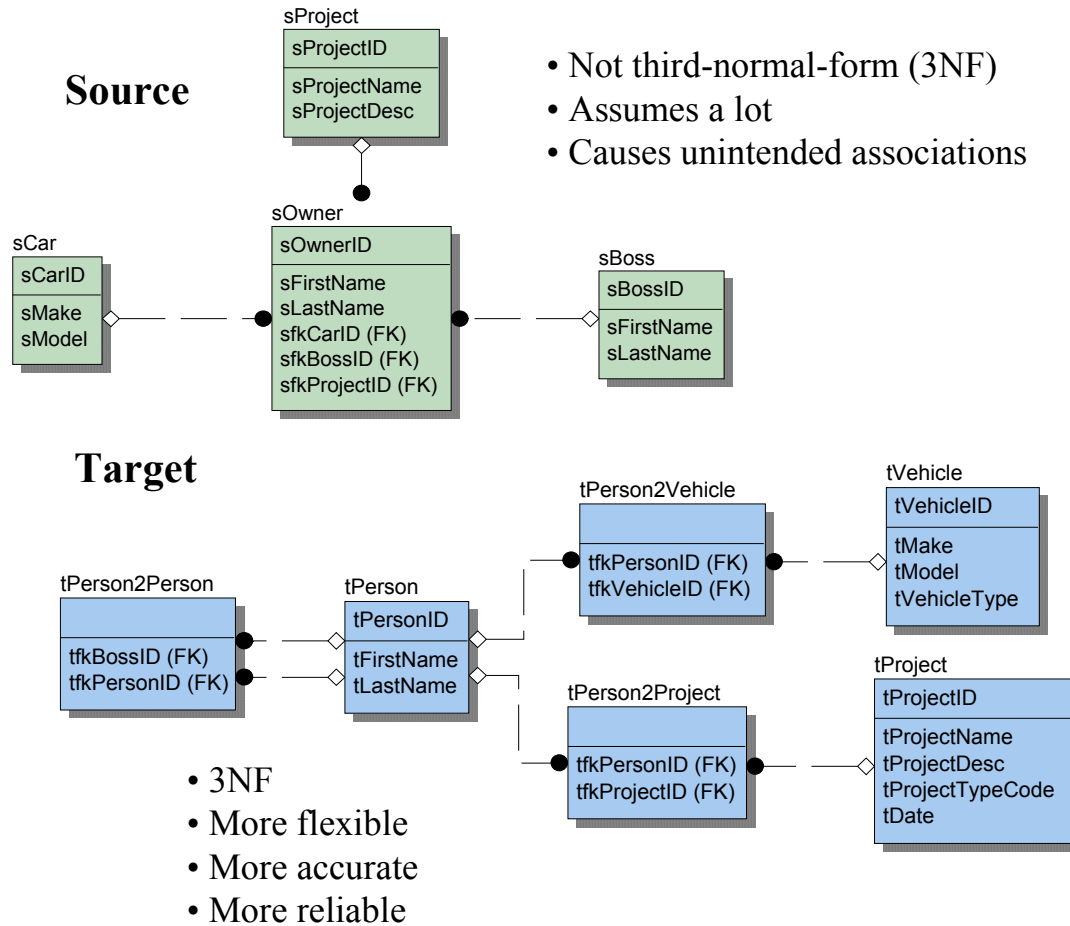 Source
sProject
sProjectID
sProjectName
sProjectDesc
• Not third-normal-form (3NF)
• Assumes a lot
• Causes unintended associations
sCar
sCarID
sMake
sModel
sOwner
sOwnerID
sFirstName
sLastName
sfkCarID (FK)
sfkBossID (FK)
sfkProjectID (FK)
sBoss
sBossID
sFirstName
sLastName
Target
tPerson2Person
tfkBossID (FK)
tfkPersonID (FK)
tPerson
tPersonID
tFirstName
tLastName
tPerson2Vehicle
tfkPersonID (FK)
tfkVehicleID (FK)
tVehicle
tVehicleID
tMake
tModel
tVehicleType
tPerson2Project
tfkPersonID (FK)
tfkProjectID (FK)
tProject
tProjectID
tProjectName
tProjectDesc
tProjectTypeCode
tDate
• 3NF
• More flexible
• More accurate
• More reliable